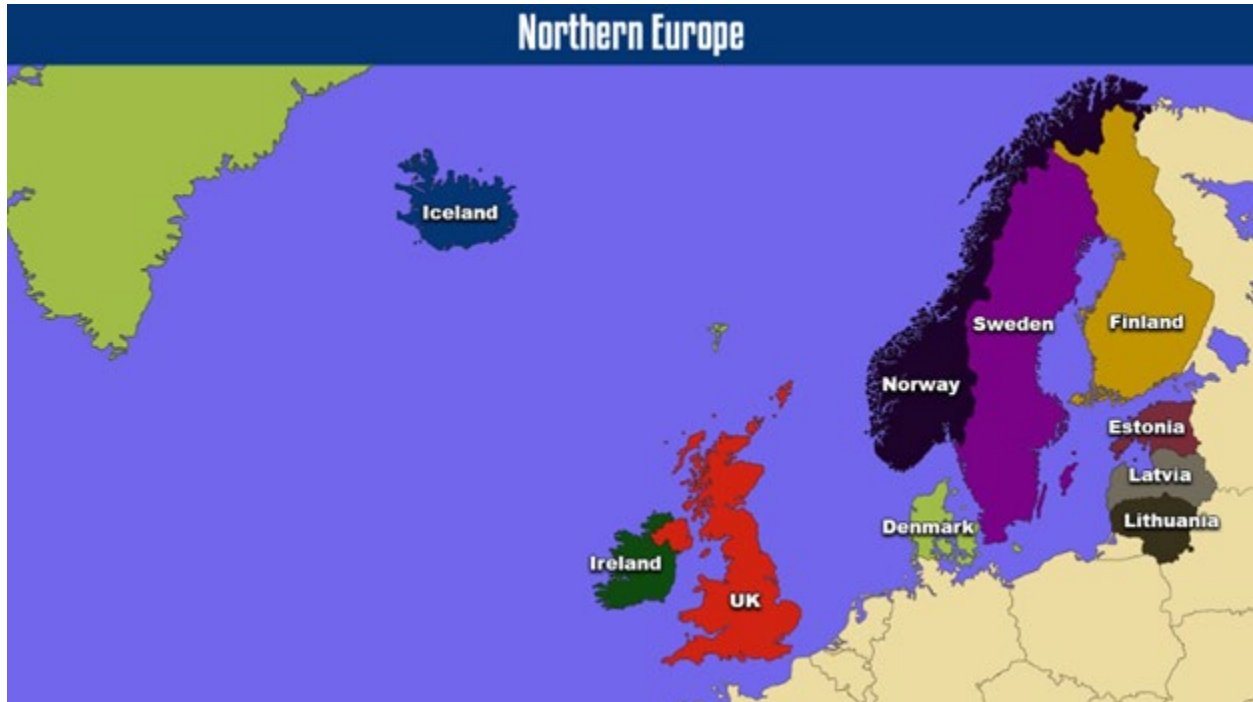 Northern Europe
Iceland
Sweden
Finland
Norway
Estonia
Latvia
Denmark
Lithuania
Ireland
UK